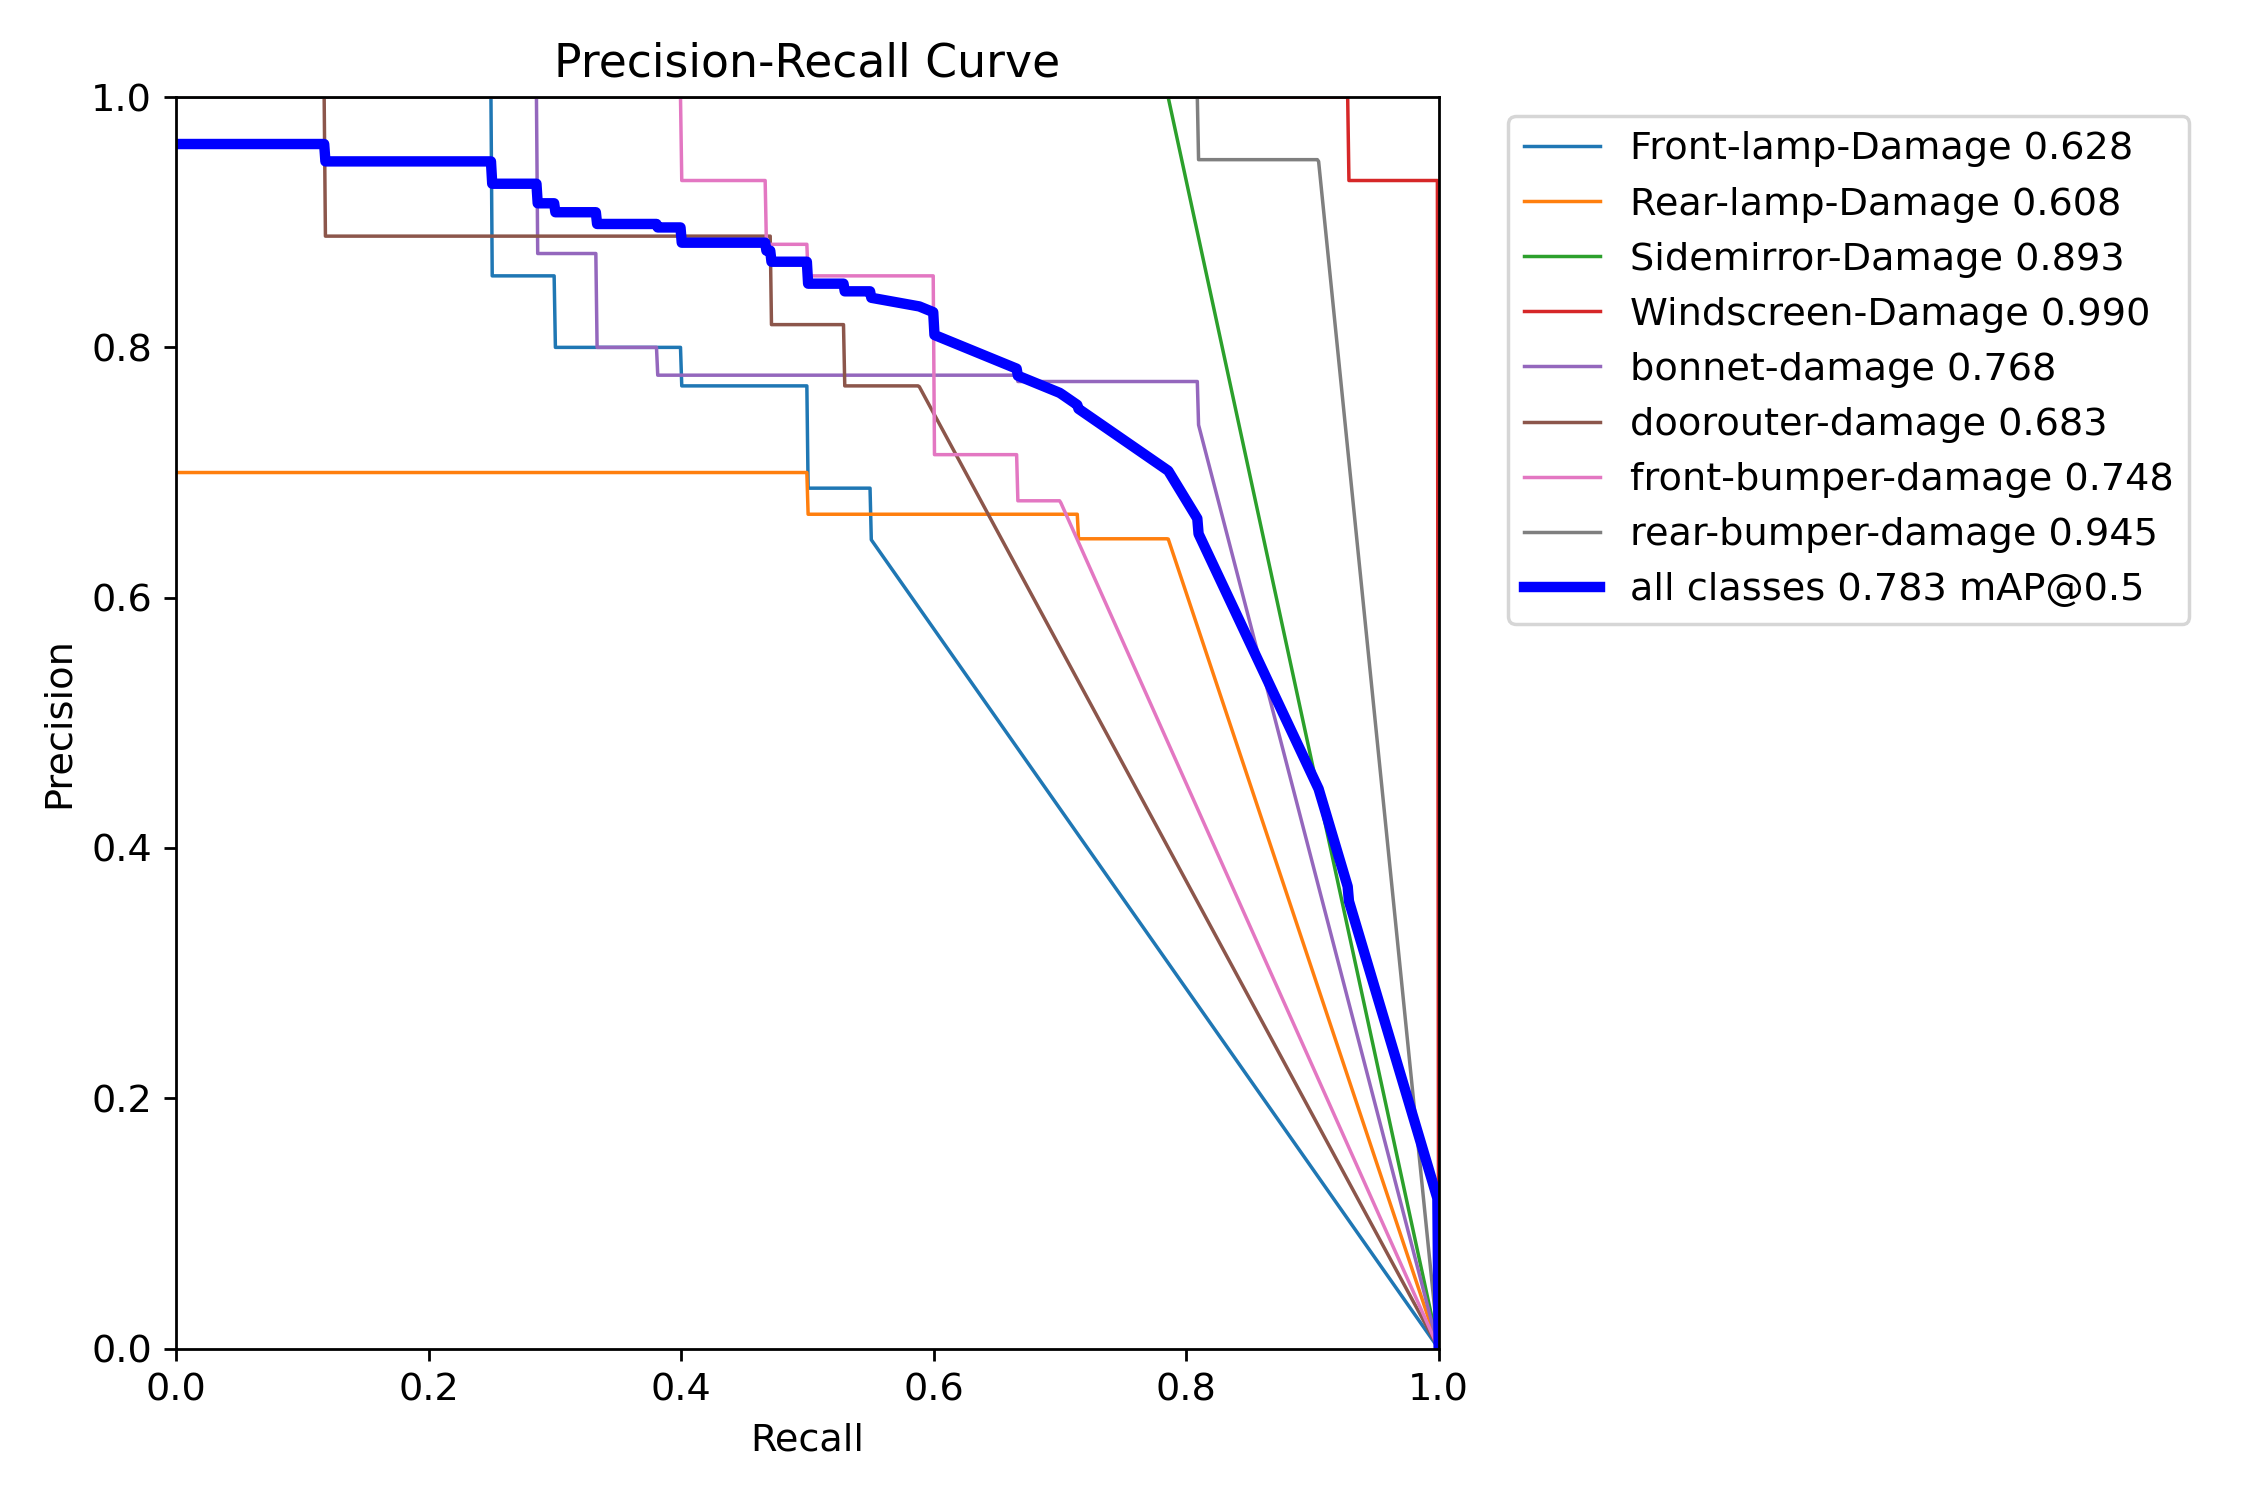 Precision-Recall Curve
1.0
0.8
0.6
0.4
0.2
0.0
Precision
0.0 0.2 0.4 0.6 0.8 1.0
Recall
Front-lamp-Damage 0.628
Rear-lamp-Damage 0.608
Sidemirror-Damage 0.893
Windscreen-Damage 0.990
bonnet-damage 0.768
doorouter-damage 0.683
front-bumper-damage 0.748
rear-bumper-damage 0.945
all classes 0.783 mAP@0.5